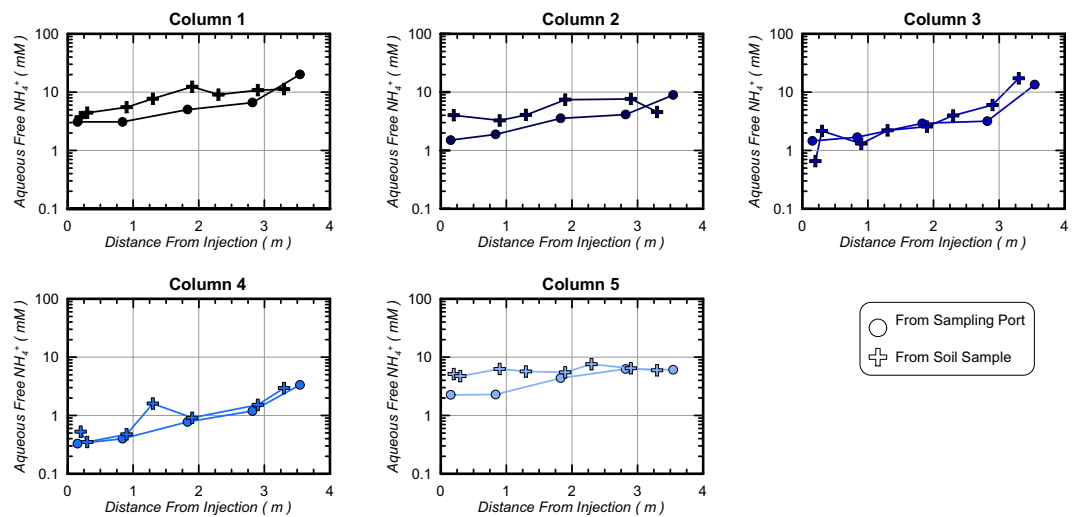 Column 1
Column 2
Column 3
Aqueous Free NH₄⁺ ( mM )
100
10
1
0.1
0
1
2
3
4
Distance From Injection ( m )
Aqueous Free NH₄⁺ ( mM )
100
10
1
0.1
0
1
2
3
4
Distance From Injection ( m )
Aqueous Free NH₄⁺ ( mM )
100
10
1
0.1
0
1
2
3
4
Distance From Injection ( m )
Column 4
Column 5
Aqueous Free NH₄⁺ ( mM )
100
10
1
0.1
0
1
2
3
4
Distance From Injection ( m )
Aqueous Free NH₄⁺ ( mM )
100
10
1
0.1
0
1
2
3
4
Distance From Injection ( m )
From Sampling Port
From Soil Sample